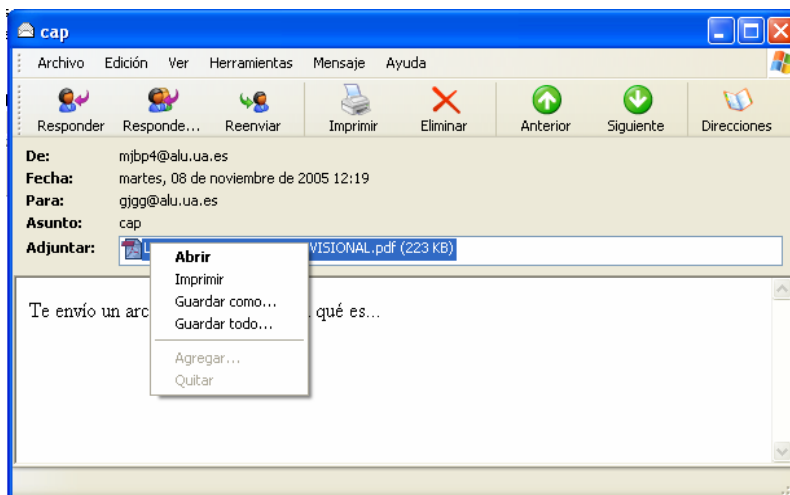 cap
Archivo Edición Ver Herramientas Mensaje Ayuda
Responder Responde... Reenviar Imprimir Eliminar Anterior Siguiente Direcciones
De: mjbp4@alu.ua.es
Fecha: martes, 08 de noviembre de 2005 12:19
Para: gjgg@alu.ua.es
Asunto: cap
Adjuntar: VISIONAL.pdf (223 KB)
Abrir
Imprimir
Guardar como...
Te envío un arc qué es...
Guardar todo...
Agregar...
Quitar